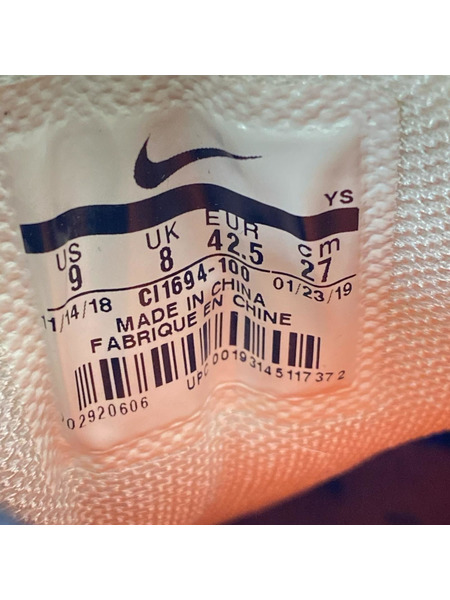 YS
US UK EUR cm
9 8 42.5 27
11/14/18 CI1694-100 01/23/19
MADE IN CHINA
FABRIQUE EN CHINE
UPC 00193145117372
02920606